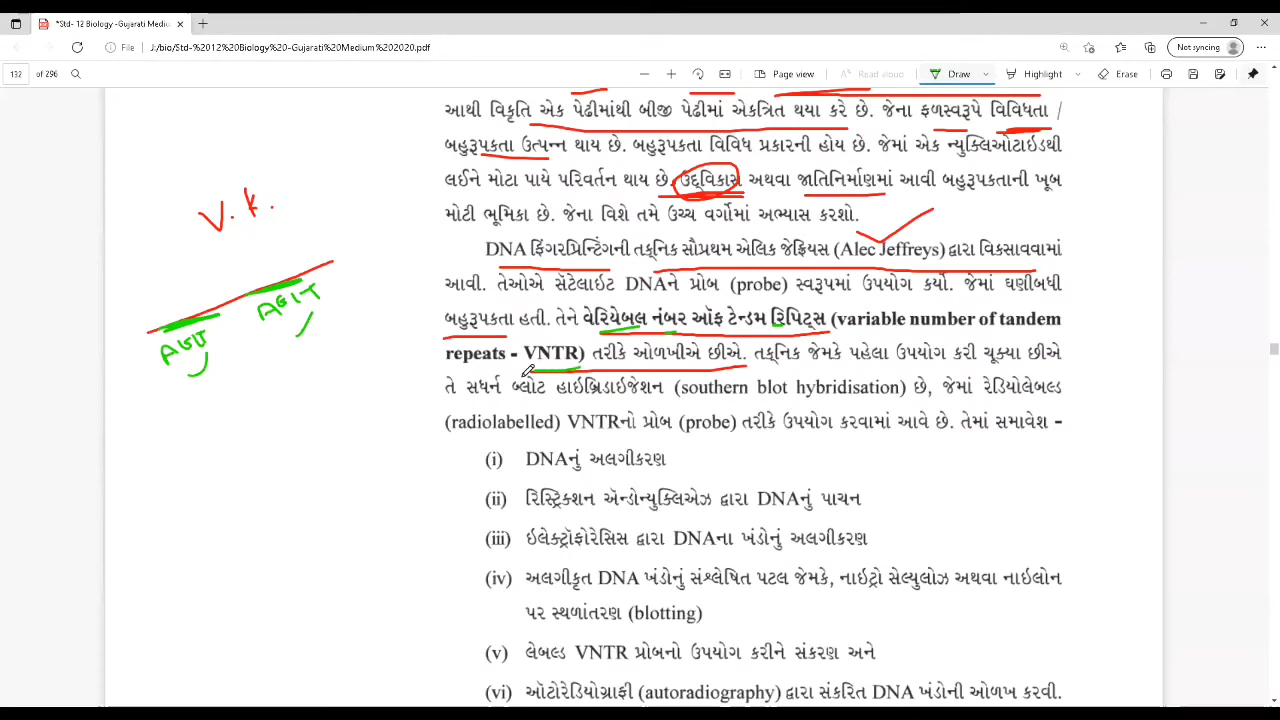 *Std- 12 Biology -Gujarati Medium
File J:/bio/Std-%2012%20Biology%20-Gujarati%20Medium%202020.pdf Not syncing
132 of 296 Page view Read aloud Draw Highlight Erase
આથી વિકૃતિ એક પેઢીમાંથી બીજી પેઢીમાં એકત્રિત થયા કરે છે. જેના ફળસ્વરૂપે વિવિધતા /
બહુરૂપકતા ઉત્પન્ન થાય છે. બહુરૂપકતા વિવિધ પ્રકારની હોય છે. જેમાં એક ન્યુક્લિઓટાઇડથી
લઈને મોટા પાયે પરિવર્તન થાય છે. ઉદ્દવિકાસ અથવા જાતિનિર્માણમાં આવી બહુરૂપકતાની ખૂબ
મોટી ભૂમિકા છે. જેના વિશે તમે ઉચ્ચ વર્ગોમાં અભ્યાસ કરશો.
DNA ફિંગરપ્રિન્ટિંગની તક્નિક સૌપ્રથમ એલિક જેફ્રિયસ (Alec Jeffreys) દ્વારા વિકસાવવામાં
આવી. તેઓએ સૅટેલાઇટ DNAને પ્રોબ (probe) સ્વરૂપમાં ઉપયોગ કર્યો. જેમાં ઘણીબધી
બહુરૂપકતા હતી. તેને વેરિયેબલ નંબર ઑફ ટેન્ડમ રિપિટ્સ (variable number of tandem
repeats - VNTR) તરીકે ઓળખીએ છીએ. તક્નિક જેમકે પહેલા ઉપયોગ કરી ચૂક્યા છીએ
તે સધર્ન બ્લોટ હાઇબ્રિડાઇજેશન (southern blot hybridisation) છે, જેમાં રેડિયોલેબલ્ડ
(radiolabelled) VNTRનો પ્રોબ (probe) તરીકે ઉપયોગ કરવામાં આવે છે. તેમાં સમાવેશ -
(i) DNAનું અલગીકરણ
(ii) રિસ્ટ્રિક્શન ઍન્ડોન્યુક્લિએઝ દ્વારા DNAનું પાચન
(iii) ઇલેક્ટ્રૉફોરેસિસ દ્વારા DNAના ખંડોનું અલગીકરણ
(iv) અલગીકૃત DNA ખંડોનું સંશ્લેષિત પટલ જેમકે, નાઇટ્રો સેલ્યુલોઝ અથવા નાઇલોન
પર સ્થળાંતરણ (blotting)
(v) લેબલ્ડ VNTR પ્રોબનો ઉપયોગ કરીને સંકરણ અને
(vi) ઑટોરેડિયોગ્રાફી (autoradiography) દ્વારા સંકરિત DNA ખંડોની ઓળખ કરવી.
V. K.